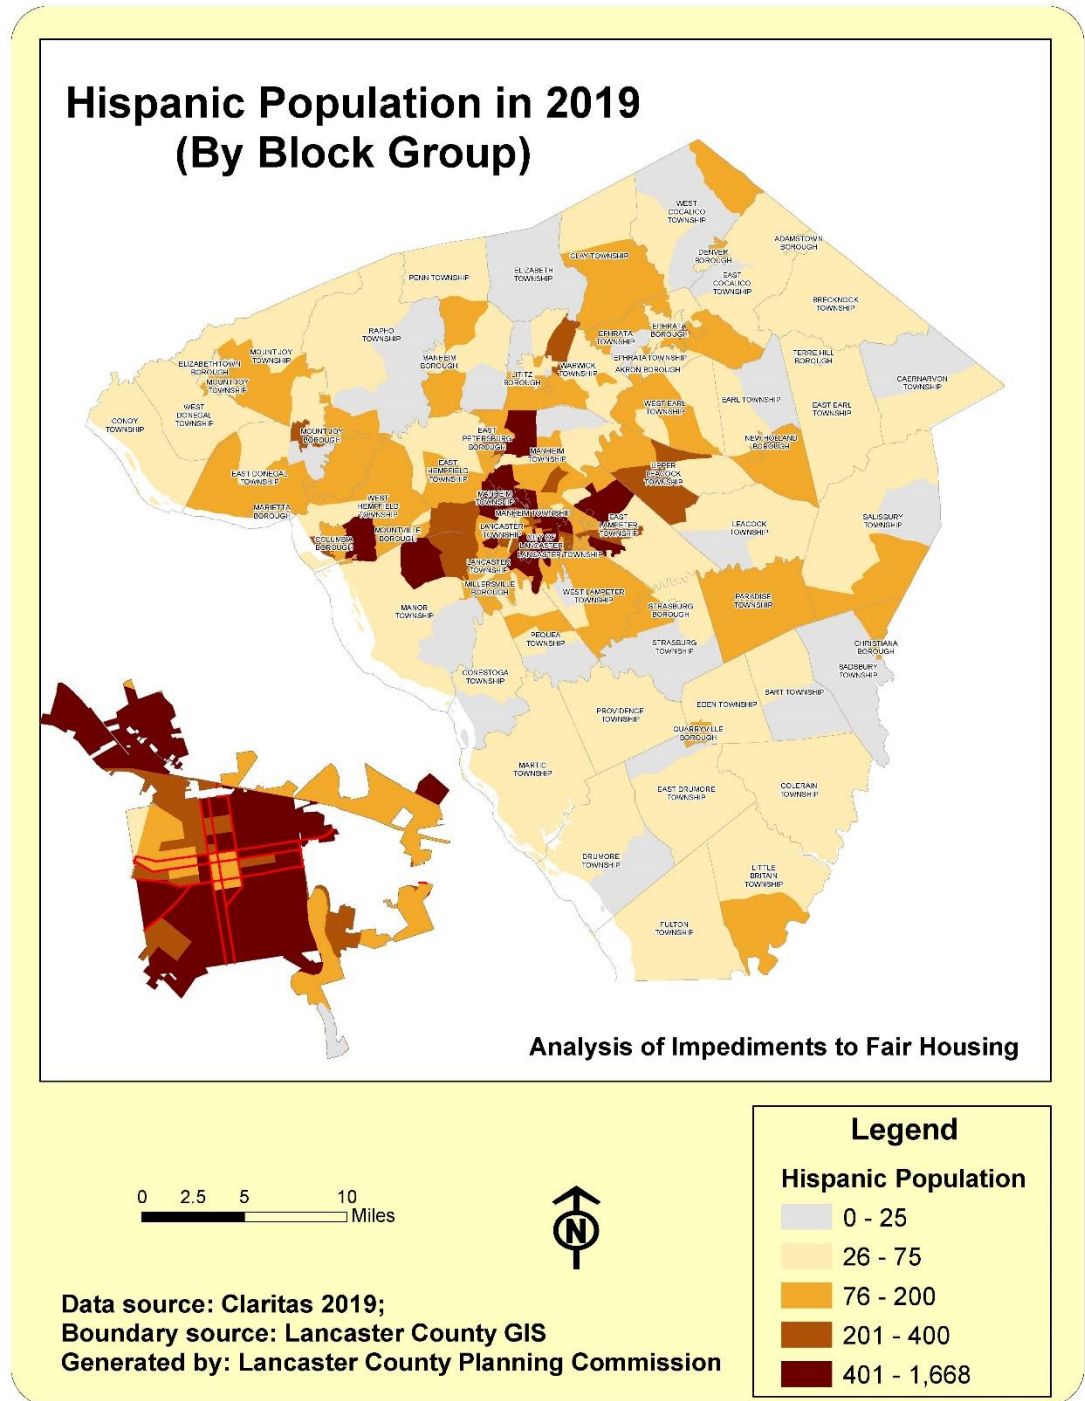 Hispanic Population in 2019
(By Block Group)
WEST
COCALICO
TOWNSHIP
ADAMSTOWN
BOROUGH
DENVER
BOROUGH
CLAY TOWNSHIP
EAST
COCALICO
TOWNSHIP
ELIZABETH
TOWNSHIP
PENN TOWNSHIP
BRECKNOCK
TOWNSHIP
RAPHO
TOWNSHIP
EPHRATA
BOROUGH
EPHRATA
TOWNSHIP
MOUNT JOY
TOWNSHIP
MANHEIM
BOROUGH
EPHRATA TOWNSHIP
TERRE HILL
BOROUGH
ELIZABETHTOWN
BOROUGH
MOUNT JOY
TOWNSHIP
LITITZ
BOROUGH
WARWICK
TOWNSHIP
AKRON BOROUGH
CAERNARVON
TOWNSHIP
EARL TOWNSHIP
WEST EARL
TOWNSHIP
EAST EARL
TOWNSHIP
WEST
DONEGAL
TOWNSHIP
CONOY
TOWNSHIP
MOUNT JOY
BOROUGH
EAST
PETERSBURG
BOROUGH
NEW HOLLAND
BOROUGH
MANHEIM
TOWNSHIP
EAST
HEMPFIELD
TOWNSHIP
UPPER
LEACOCK
TOWNSHIP
EAST DONEGAL
TOWNSHIP
WEST
HEMPFIELD
TOWNSHIP
MANHEIM
TOWNSHIP
MARIETTA
BOROUGH
MANHEIM TOWNSHIP
EAST
LAMPETER
TOWNSHIP
SALISBURY
TOWNSHIP
LEACOCK
TOWNSHIP
MOUNTVILLE
BOROUGH
LANCASTER
TOWNSHIP
COLUMBIA
BOROUGH
CITY OF
LANCASTER
LANCASTER TOWNSHIP
LANCASTER
TOWNSHIP
MILLERSVILLE
BOROUGH
WEST LAMPETER
TOWNSHIP
PARADISE
TOWNSHIP
MANOR
TOWNSHIP
STRASBURG
BOROUGH
PEQUEA
TOWNSHIP
STRASBURG
TOWNSHIP
CHRISTIANA
BOROUGH
SADSBURY
TOWNSHIP
CONESTOGA
TOWNSHIP
BART TOWNSHIP
EDEN TOWNSHIP
PROVIDENCE
TOWNSHIP
QUARRYVILLE
BOROUGH
MARTIC
TOWNSHIP
EAST DRUMORE
TOWNSHIP
COLERAIN
TOWNSHIP
DRUMORE
TOWNSHIP
LITTLE
BRITAIN
TOWNSHIP
FULTON
TOWNSHIP
Analysis of Impediments to Fair Housing
Legend
Hispanic Population
0 - 25
26 - 75
76 - 200
201 - 400
401 - 1,668
0 2.5 5 10
Miles
N
Data source: Claritas 2019;
Boundary source: Lancaster County GIS
Generated by: Lancaster County Planning Commission